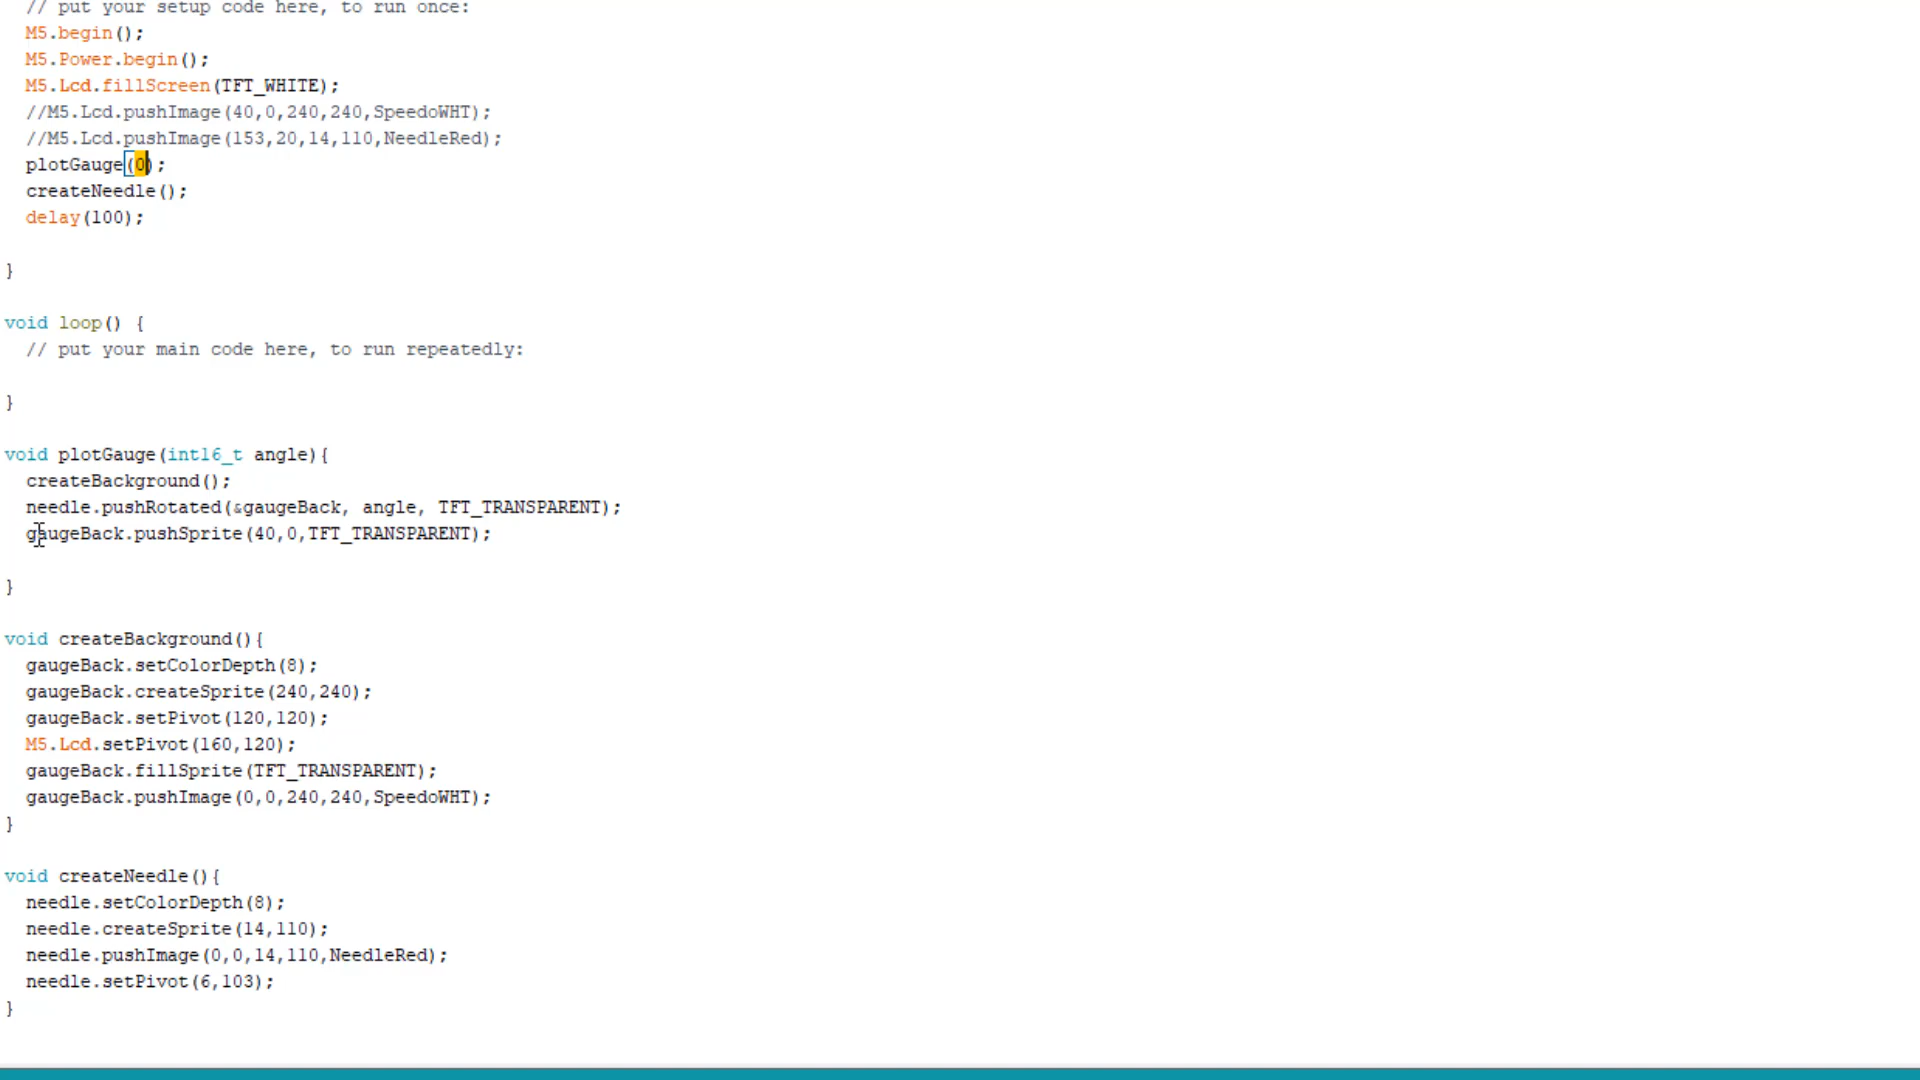 // put your setup code here, to run once:
M5.begin();
M5.Power.begin();
M5.Lcd.fillScreen(TFT_WHITE);
//M5.Lcd.pushImage(40,0,240,240,SpeedoWHT);
//M5.Lcd.pushImage(153,20,14,110,NeedleRed);
plotGauge(0);
createNeedle();
delay(100);
}
void loop() {
// put your main code here, to run repeatedly:
}
void plotGauge(int16_t angle){
createBackground();
needle.pushRotated(&gaugeBack, angle, TFT_TRANSPARENT);
gaugeBack.pushSprite(40,0,TFT_TRANSPARENT);
}
void createBackground(){
gaugeBack.setColorDepth(8);
gaugeBack.createSprite(240,240);
gaugeBack.setPivot(120,120);
M5.Lcd.setPivot(160,120);
gaugeBack.fillSprite(TFT_TRANSPARENT);
gaugeBack.pushImage(0,0,240,240,SpeedoWHT);
}
void createNeedle(){
needle.setColorDepth(8);
needle.createSprite(14,110);
needle.pushImage(0,0,14,110,NeedleRed);
needle.setPivot(6,103);
}